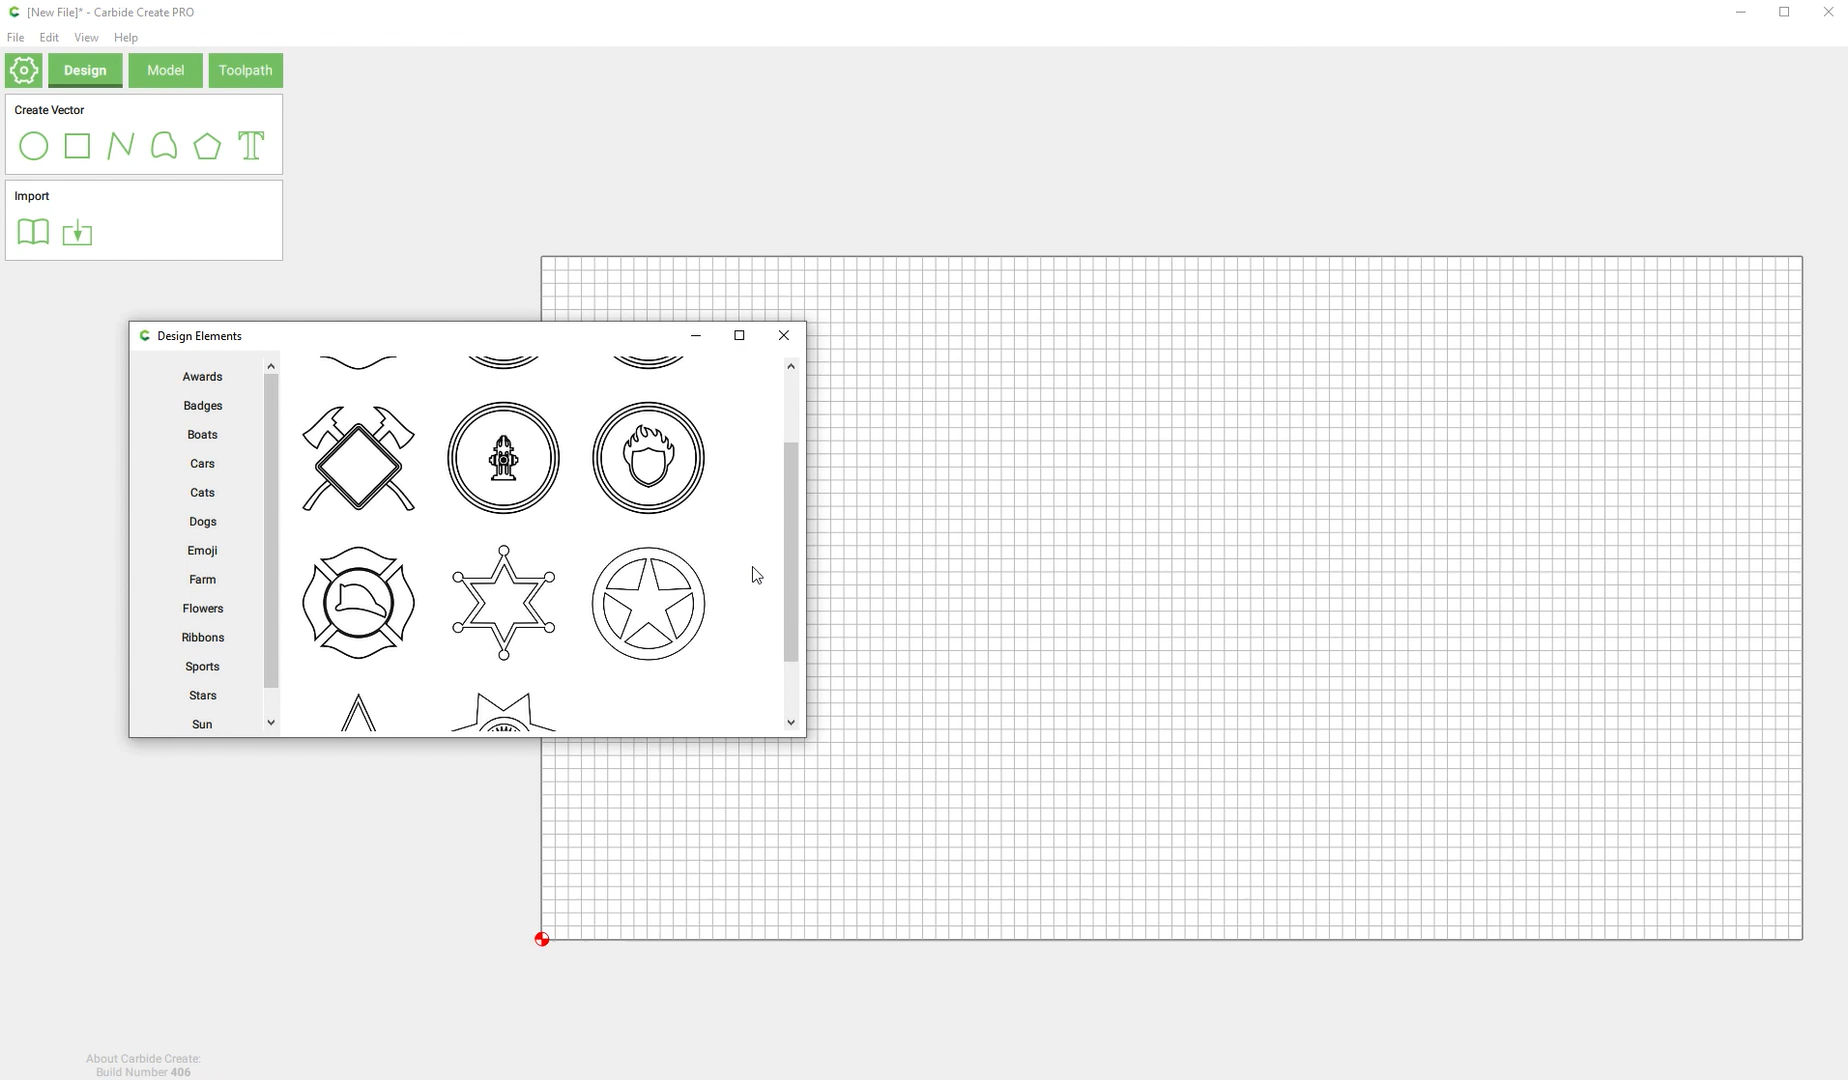 [New File]* - Carbide Create PRO
File Edit View Help
Design Model Toolpath
Create Vector
Import
Design Elements
Awards
Badges
Boats
Cars
Cats
Dogs
Emoji
Farm
Flowers
Ribbons
Sports
Stars
Sun
About Carbide Create:
Build Number 406